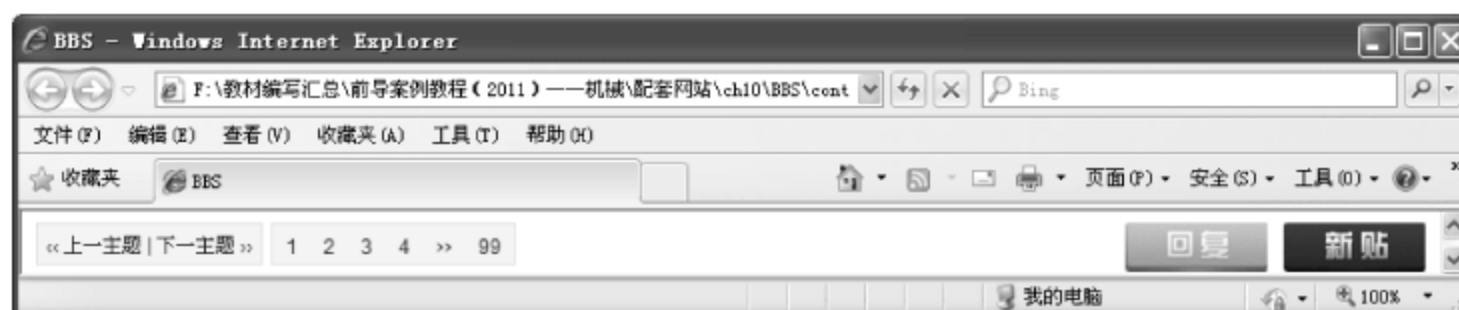 BBS - Windows Internet Explorer
F:\教材编写汇总\前导案例教程（2011）——机械\配套网站\ch10\BBS\cont Bing
文件(F) 编辑(E) 查看(V) 收藏夹(A) 工具(T) 帮助(H)
收藏夹 BBS 页面(P) 安全(S) 工具(O)
‹‹ 上一主题 | 下一主题 ›› 1 2 3 4 ›› 99 回复 新贴
我的电脑 100%